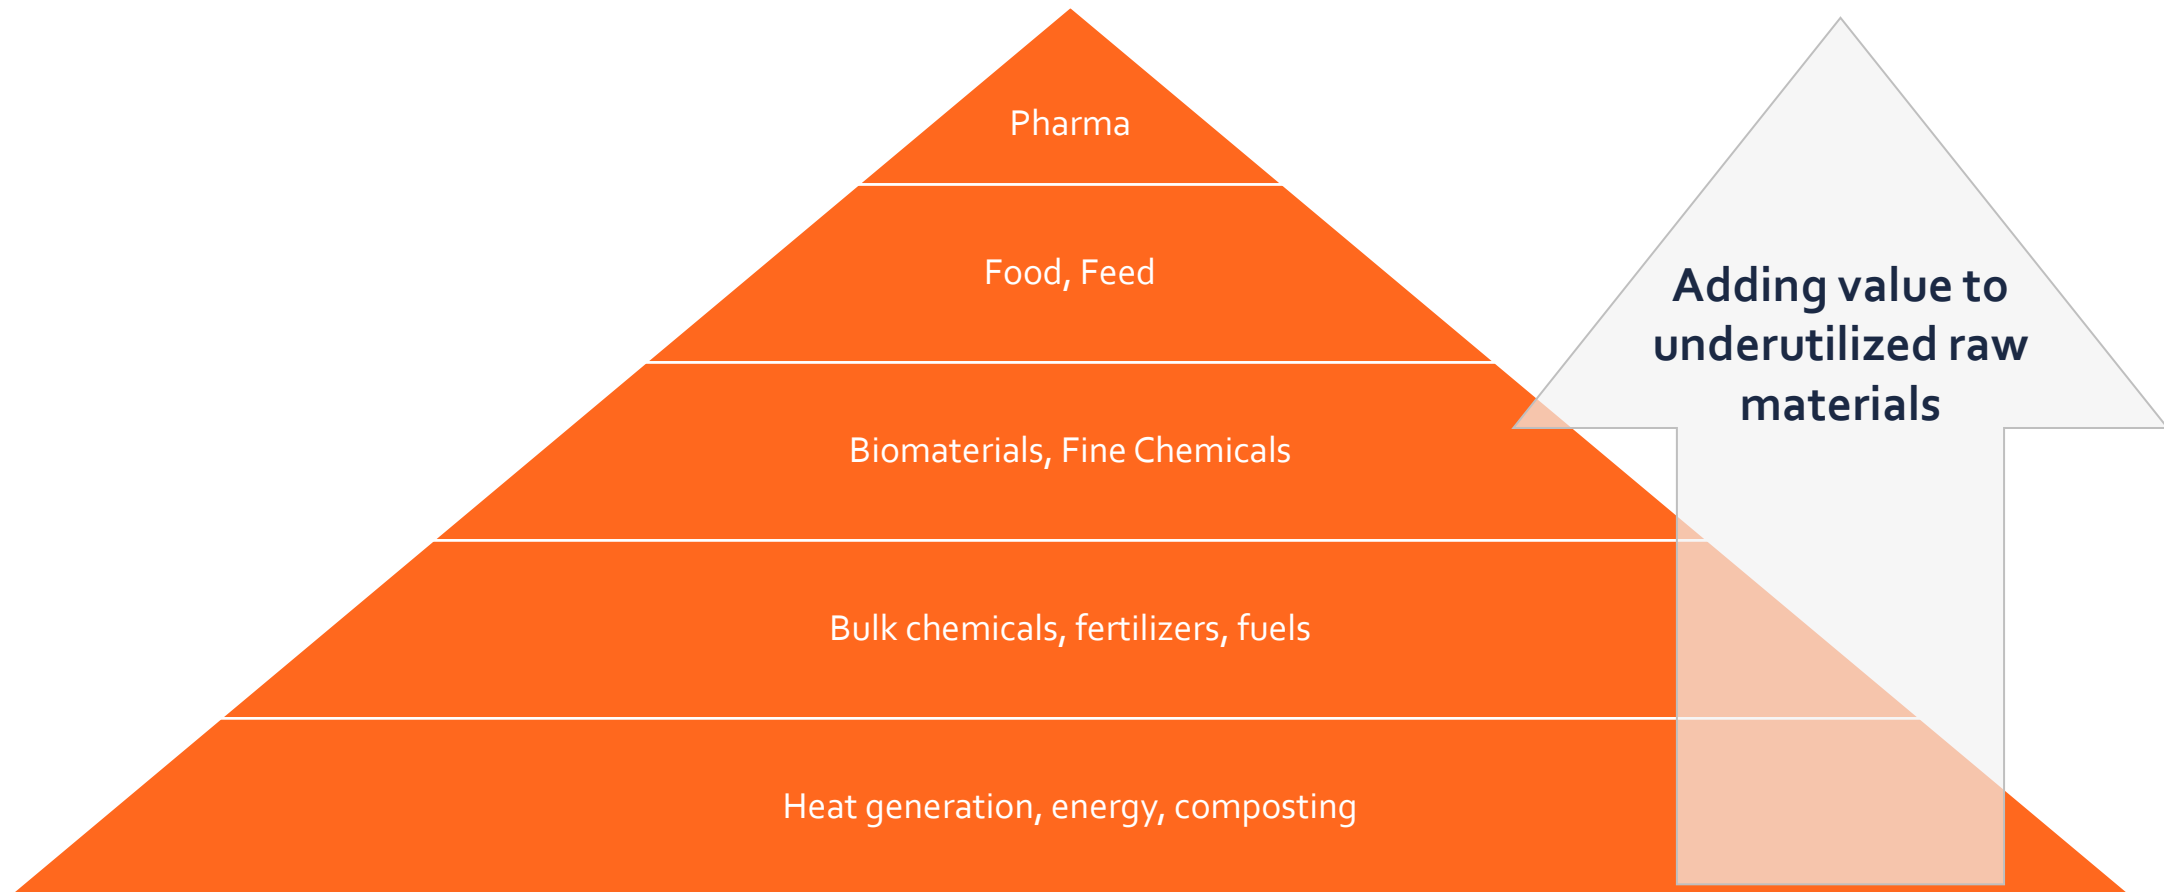 Pharma
Food, Feed
Biomaterials, Fine Chemicals
Bulk chemicals, fertilizers, fuels
Heat generation, energy, composting
Adding value to
underutilized raw
materials